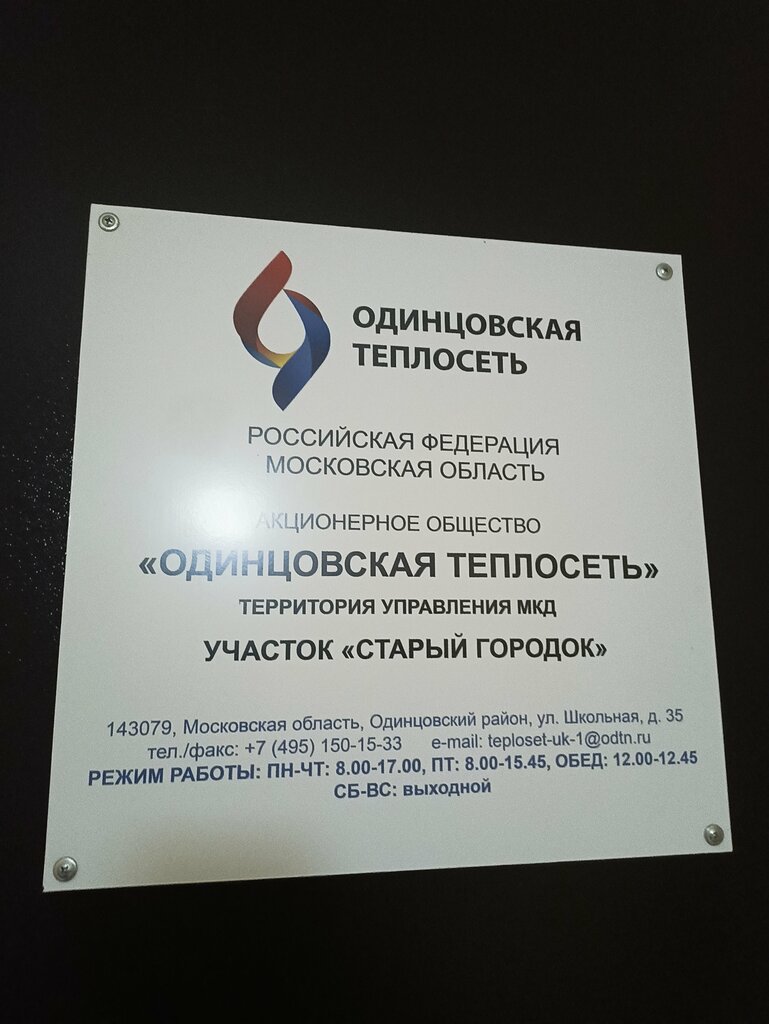 ОДИНЦОВСКАЯ
ТЕПЛОСЕТЬ
РОССИЙСКАЯ ФЕДЕРАЦИЯ
МОСКОВСКАЯ ОБЛАСТЬ
АКЦИОНЕРНОЕ ОБЩЕСТВО
«ОДИНЦОВСКАЯ ТЕПЛОСЕТЬ»
ТЕРРИТОРИЯ УПРАВЛЕНИЯ МКД
УЧАСТОК «СТАРЫЙ ГОРОДОК»
143079, Московская область, Одинцовский район, ул. Школьная, д. 35
тел./факс: +7 (495) 150-15-33 e-mail: teploset-uk-1@odtn.ru
РЕЖИМ РАБОТЫ: ПН-ЧТ: 8.00-17.00, ПТ: 8.00-15.45, ОБЕД: 12.00-12.45
СБ-ВС: выходной